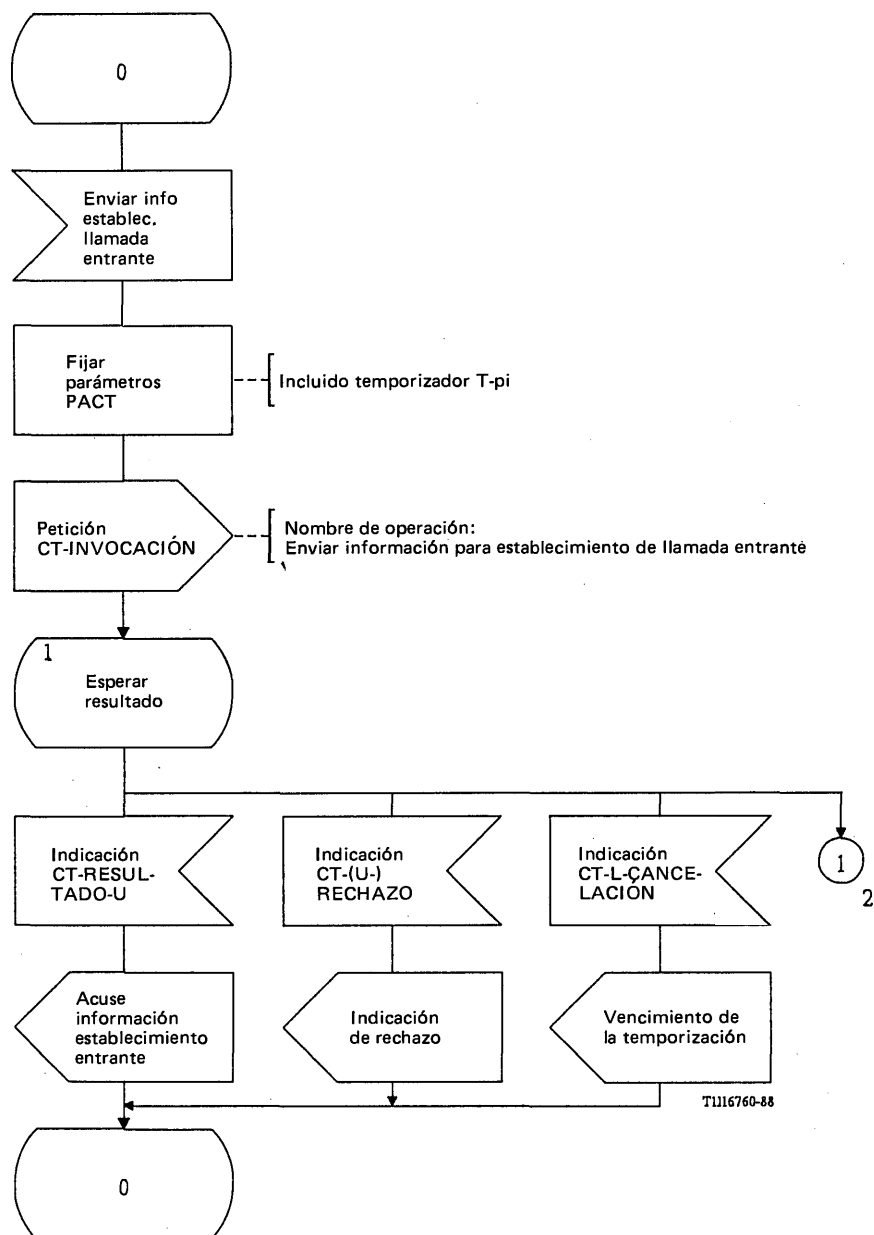 0
Enviar info
establec.
llamada
entrante
Fijar
parámetros
PACT
Incluido temporizador T-pi
Petición
CT-INVOCACIÓN
Nombre de operación:
Enviar información para establecimiento de llamada entrante
1
Esperar
resultado
Indicación
CT-RESUL-
TADO-U
Indicación
CT-(U-)
RECHAZO
Indicación
CT-L-CANCE-
LACIÓN
1
2
Acuse
información
establecimiento
entrante
Indicación
de rechazo
Vencimiento de
la temporización
T1116760-88
0